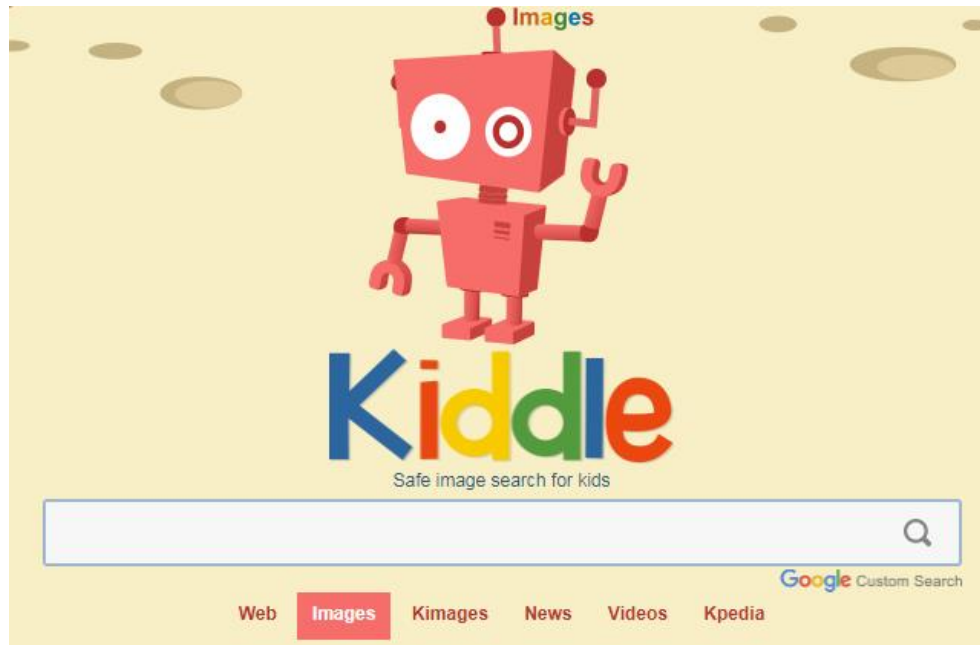 Images
Kiddle
Safe image search for kids
Google Custom Search
Web Images Kimages News Videos Kpedia